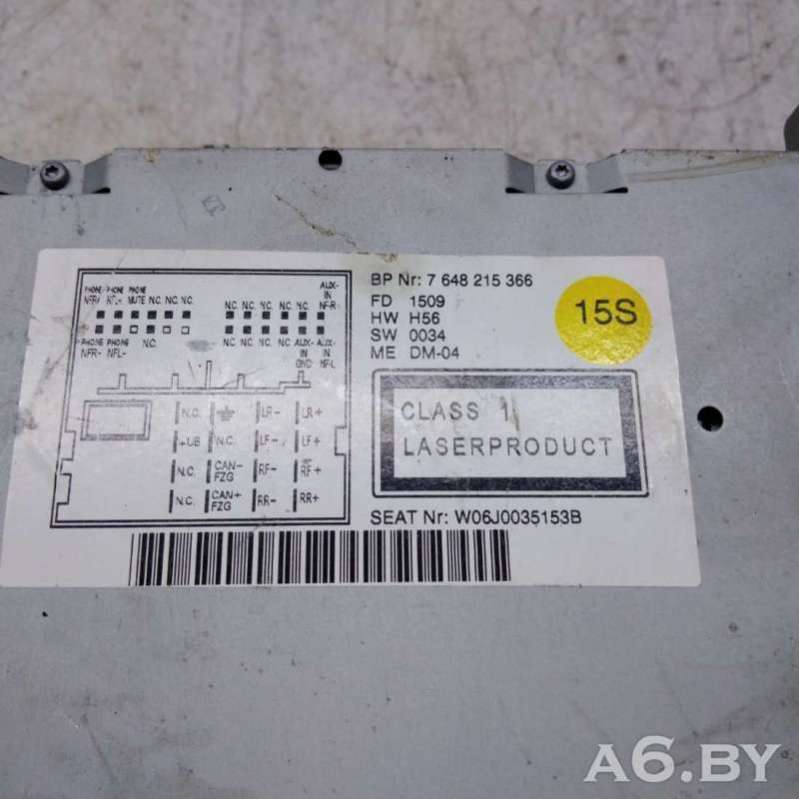 BP Nr: 7 648 215 366
FD 1509
HW H56
SW 0034
ME DM-04
15S
CLASS 1
LASERPRODUCT
SEAT Nr: W06J0035153B
PHONE PHONE PHONE
NFR+ NFL+ MUTE N.C. N.C. N.C.
N.C. N.C. N.C. N.C. N.C. AUX-IN NF-R
PHONE PHONE
NFR- NFL- N.C.
N.C. N.C. N.C. N.C. AUX-IN GND AUX-IN NF-L
N.C. LR- LR+
+UB N.C. LF- LF+
N.C. CAN-FZG RF- RF+
N.C. CAN+FZG RR- RR+
A6.BY